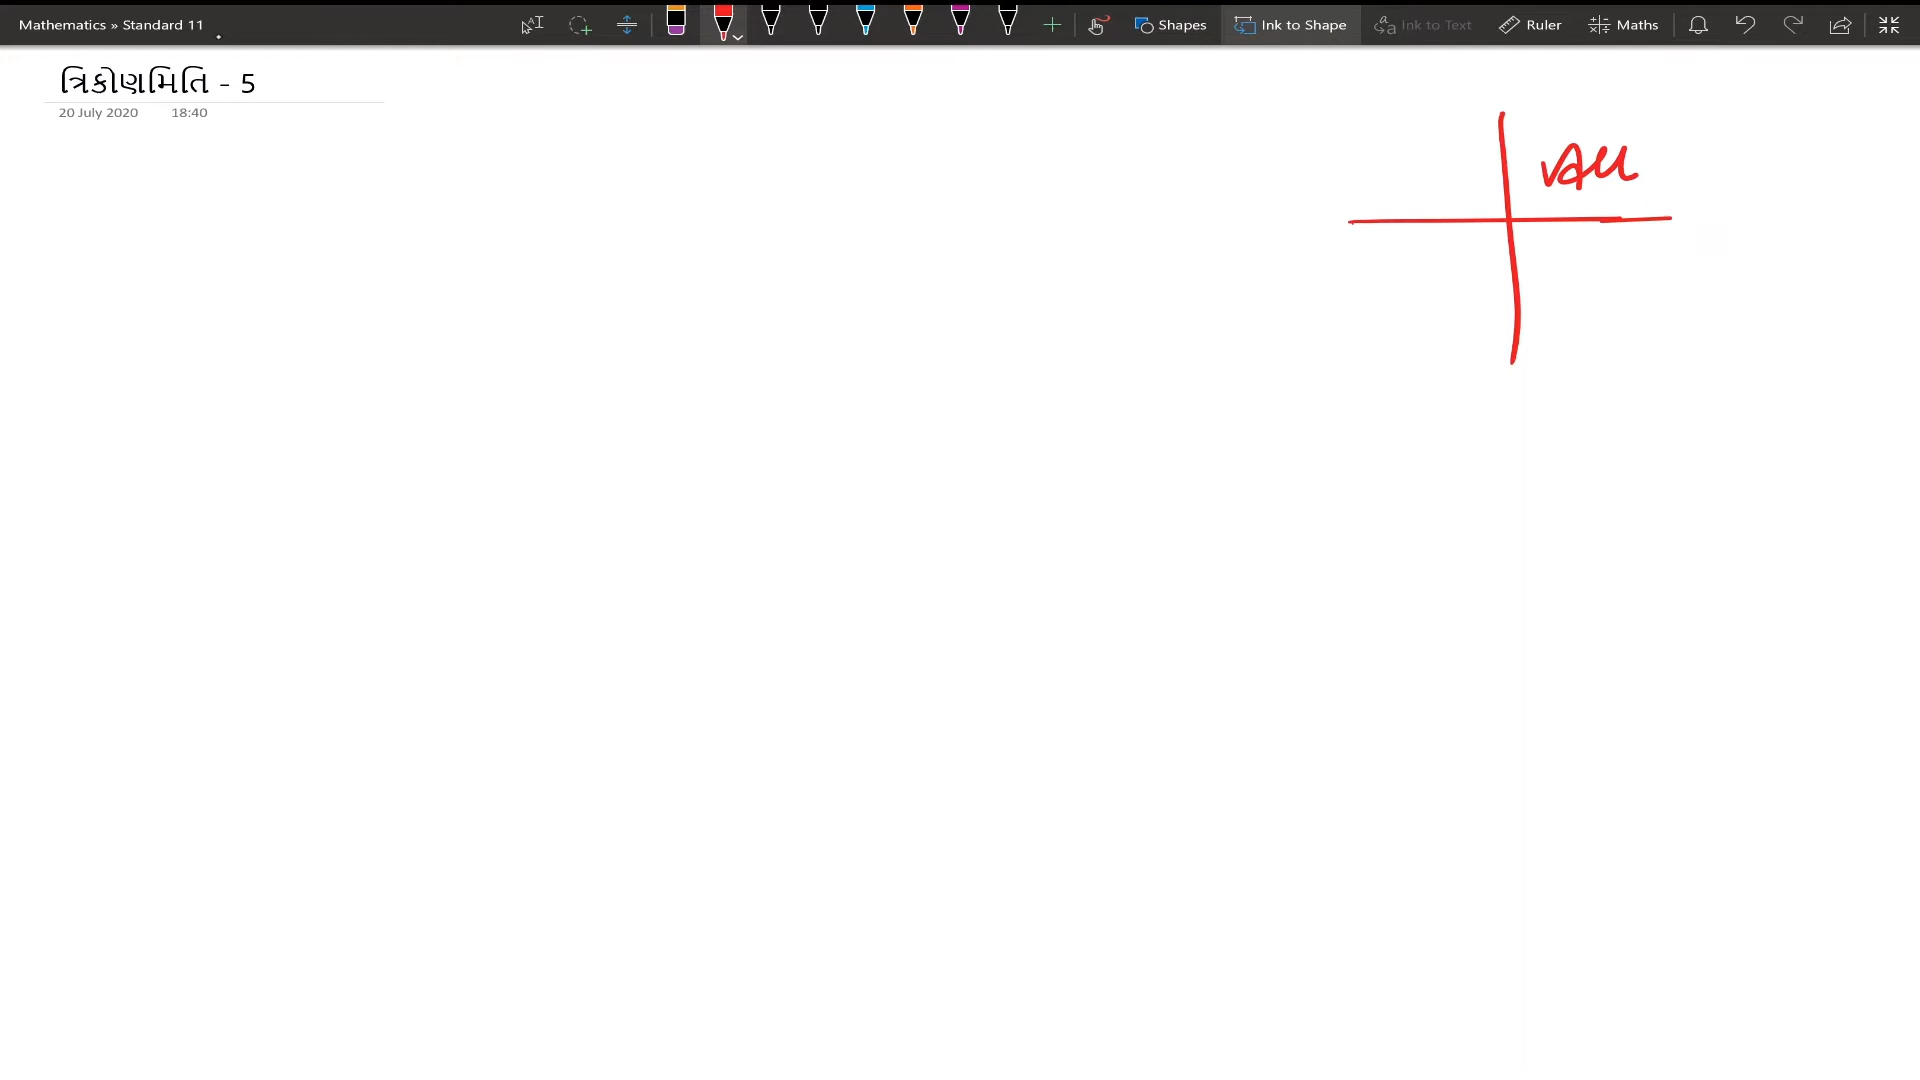 Mathematics » Standard 11
Shapes
Ink to Shape
Ink to Text
Ruler
Maths
ત્રિકોણમિતિ - 5
20 July 2020 18:40
All